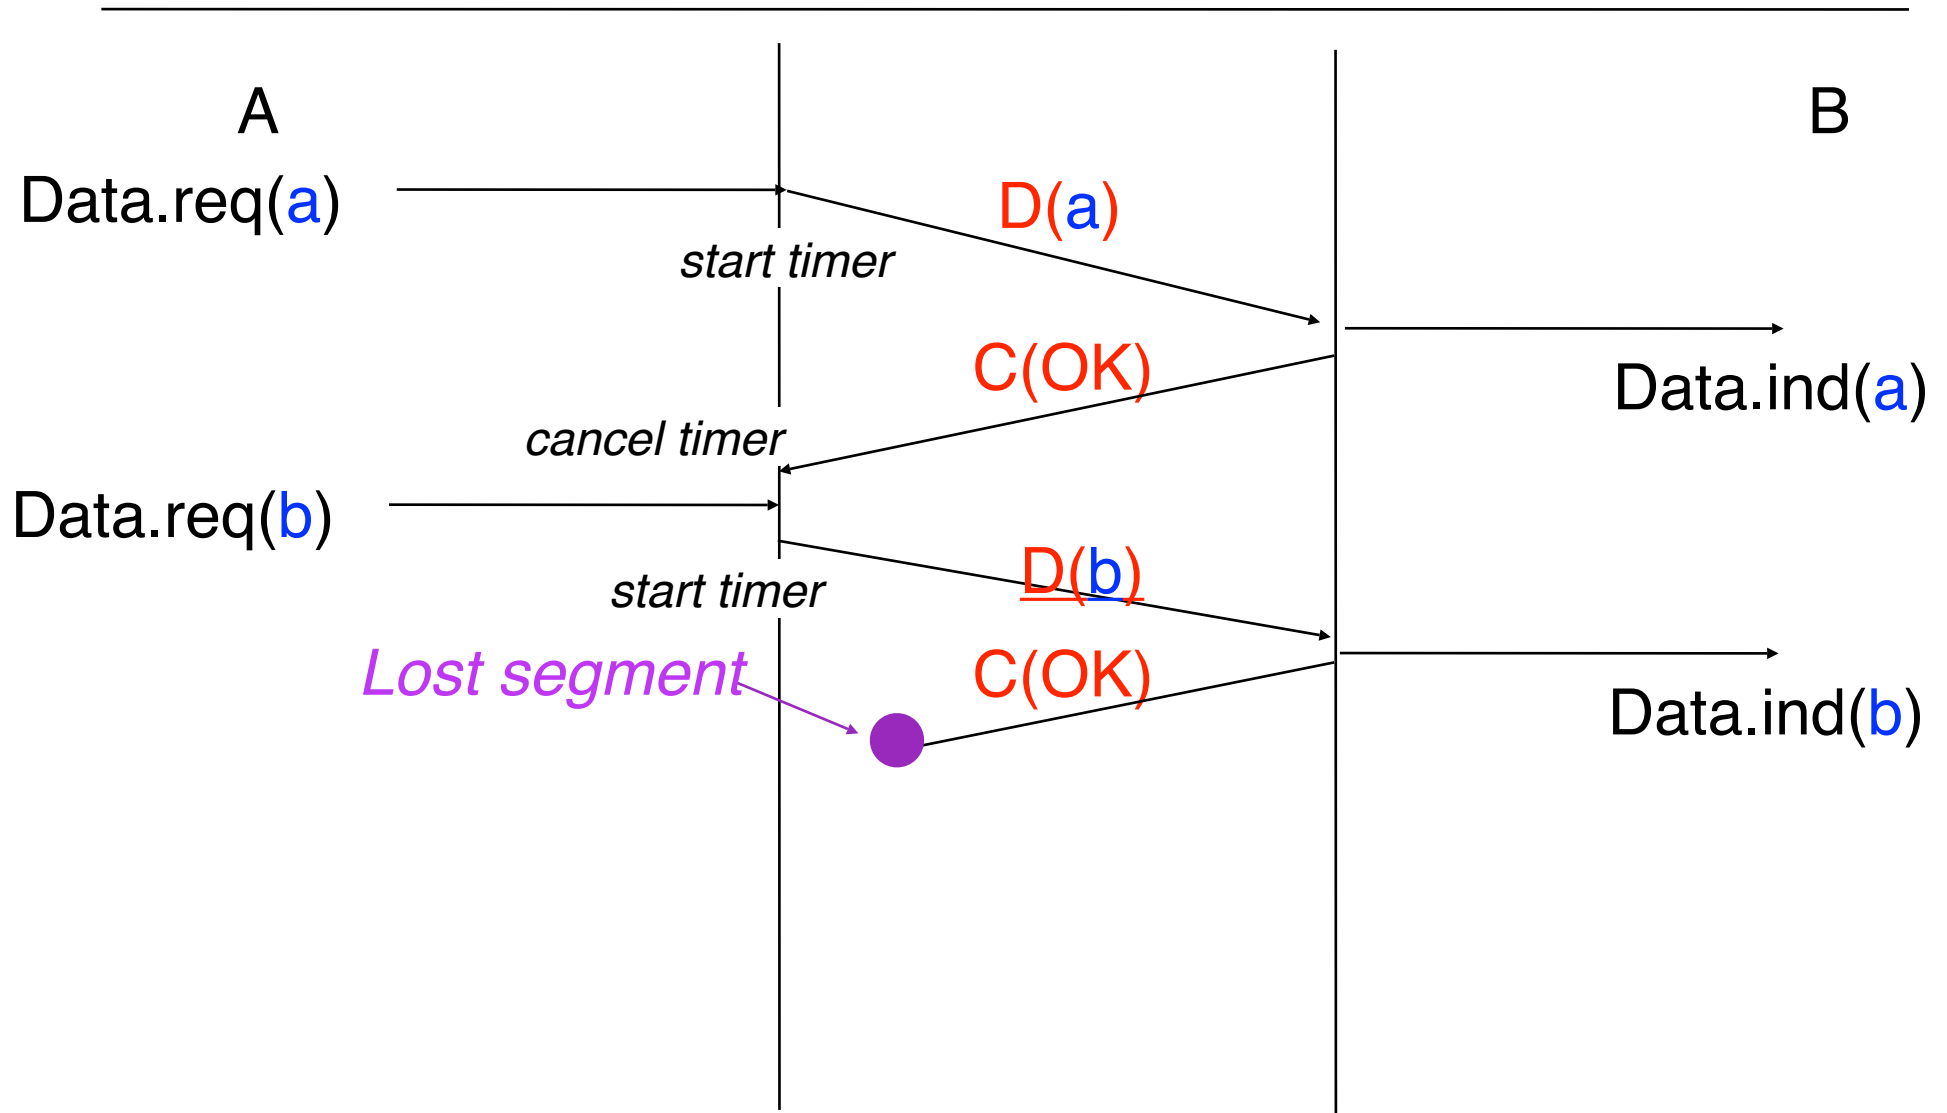 A
B
Data.req(a)
D(a)
start timer
C(OK)
Data.ind(a)
cancel timer
Data.req(b)
D(b)
start timer
Lost segment
C(OK)
Data.ind(b)